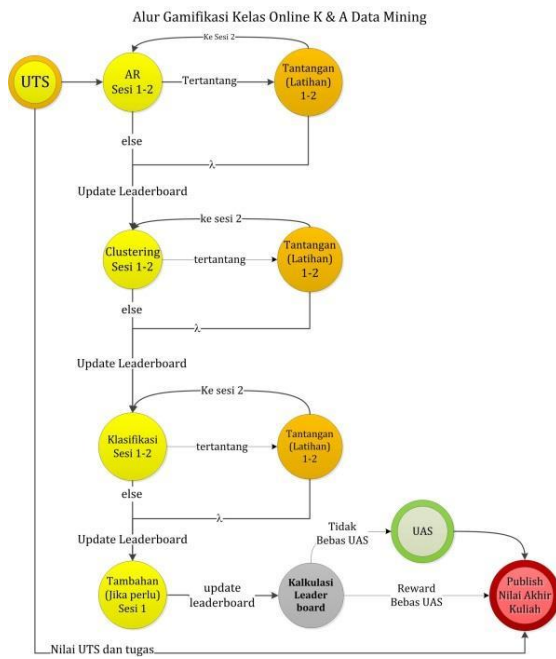 Alur Gamifikasi Kelas Online K & A Data Mining
Ke Sesi 2
UTS
AR
Sesi 1-2
Tertantang
Tantangan
(Latihan)
1-2
else
λ
Update Leaderboard
ke sesi 2
Clustering
Sesi 1-2
tertantang
Tantangan
(Latihan)
1-2
else
λ
Update Leaderboard
Ke sesi 2
Klasifikasi
Sesi 1-2
tertantang
Tantangan
(Latihan)
1-2
else
λ
Update Leaderboard
Tidak
Bebas UAS
UAS
Tambahan
(Jika perlu)
Sesi 1
update
leaderboard
Kalkulasi
Leader
board
Reward
Bebas UAS
Publish
Nilai Akhir
Kuliah
Nilai UTS dan tugas